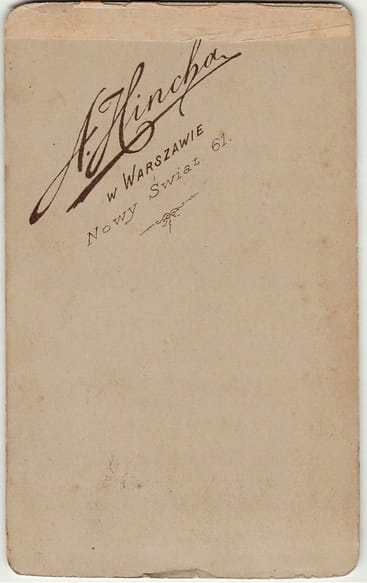 A. Hincha.
w Warszawie
Nowy Świat 61.